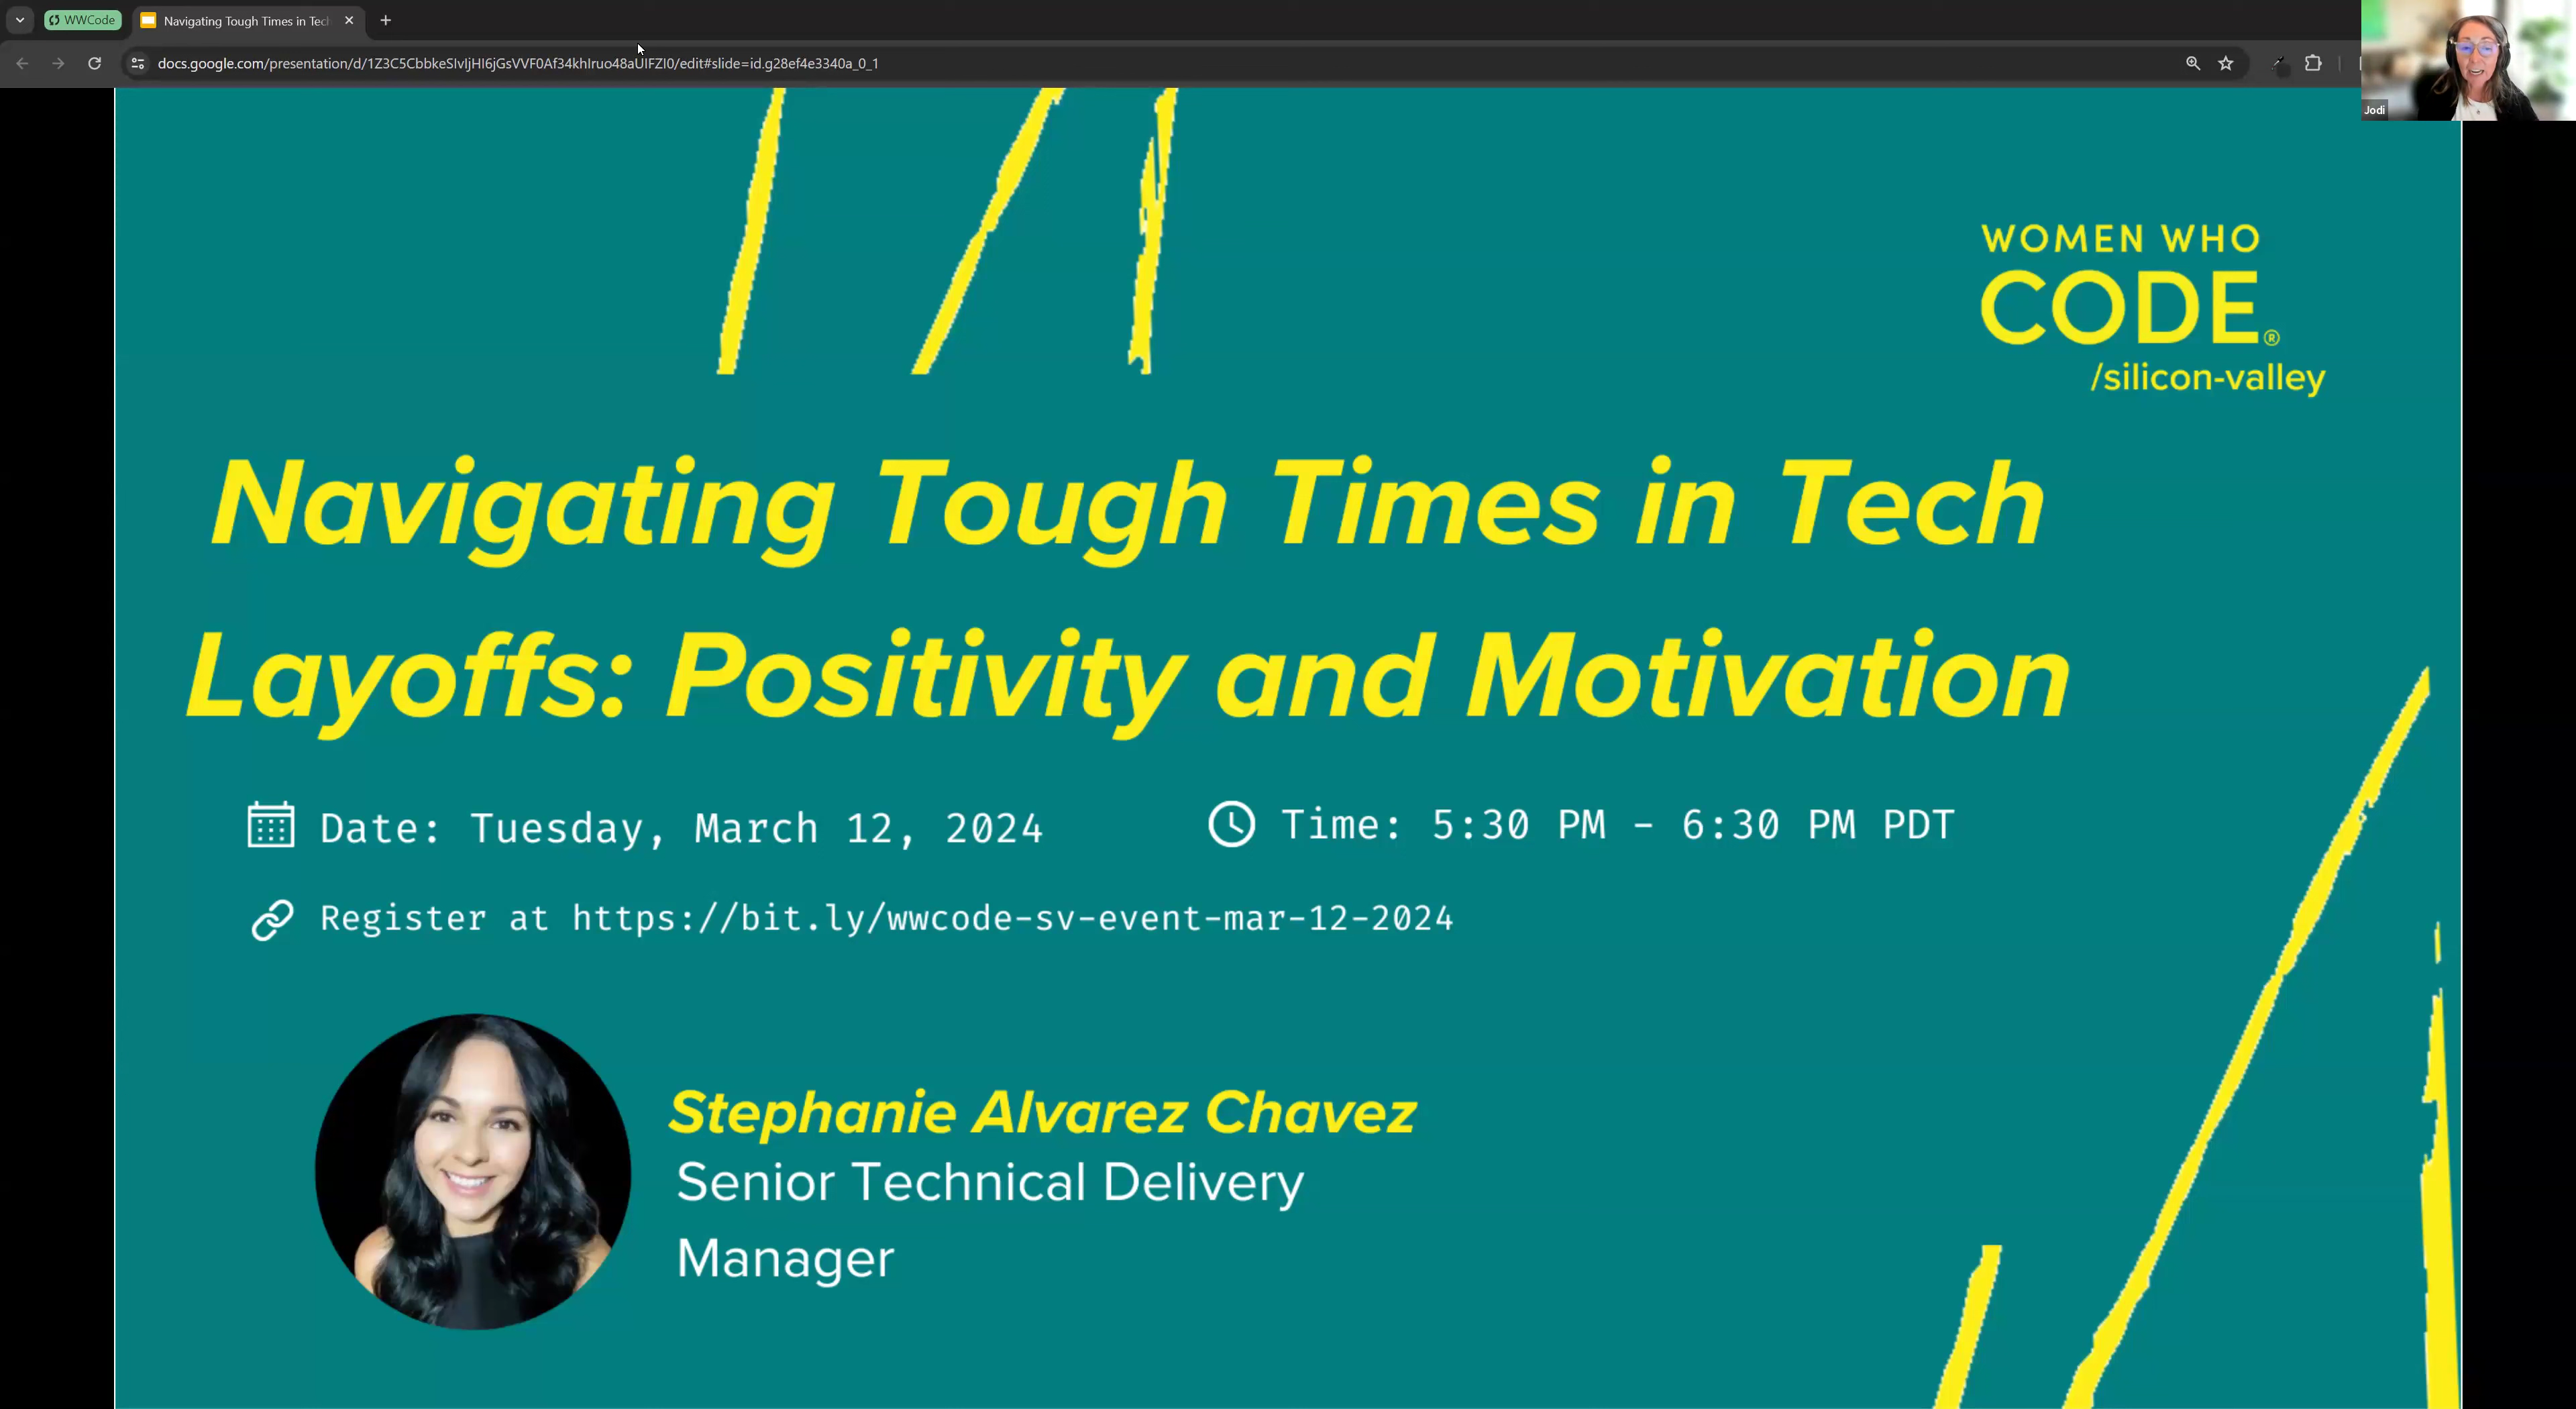 WWCode
Navigating Tough Times in Tech
docs.google.com/presentation/d/1Z3C5CbbkeSIvIjHI6jGsVVF0Af34khIruo48aUIFZI0/edit#slide=id.g28ef4e3340a_0_1
Jodi
WOMEN WHO
CODE®
/silicon-valley
Navigating Tough Times in Tech
Layoffs: Positivity and Motivation
Date: Tuesday, March 12, 2024
Time: 5:30 PM - 6:30 PM PDT
Register at https://bit.ly/wwcode-sv-event-mar-12-2024
Stephanie Alvarez Chavez
Senior Technical Delivery
Manager